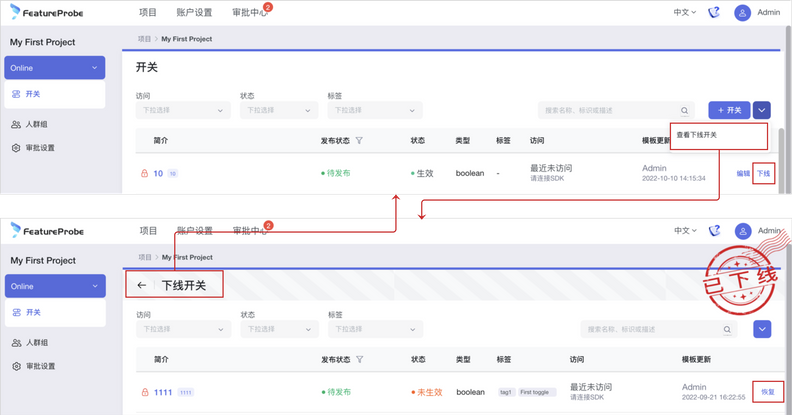 FeatureProbe 项目 账户设置 审批中心 2 中文 Admin
My First Project
项目 > My First Project
Online
开关
开关
人群组
审批设置
访问 状态 标签
下拉选择 下拉选择 下拉选择 搜索名称、标识或描述 + 开关
查看下线开关
简介 发布状态 状态 类型 标签 访问 模板更新
10 10 待发布 生效 boolean - 最近未访问 Admin 编辑 下线
请连接SDK 2022-10-10 14:15:34
FeatureProbe 项目 账户设置 审批中心 2 中文 Admin
My First Project
项目 > My First Project
Online
← 下线开关
已下线
开关
人群组
审批设置
访问 状态 标签
下拉选择 下拉选择 下拉选择 搜索名称、标识或描述
简介 发布状态 状态 类型 标签 访问 模板更新
1111 1111 待发布 未生效 boolean tag1 First toggle 最近未访问 Admin 恢复
请连接SDK 2022-09-21 16:22:55